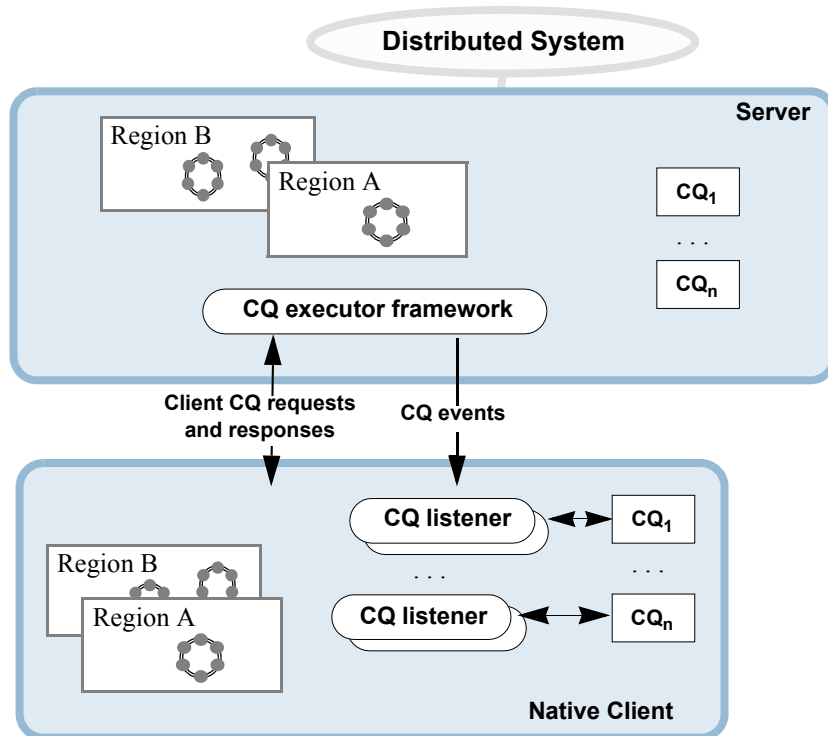 Distributed System
Server
Region B
Region A
CQ1
. . .
CQn
CQ executor framework
Client CQ requests
and responses
CQ events
CQ listener
CQ1
. . .
. . .
CQ listener
CQn
Region B
Region A
Native Client